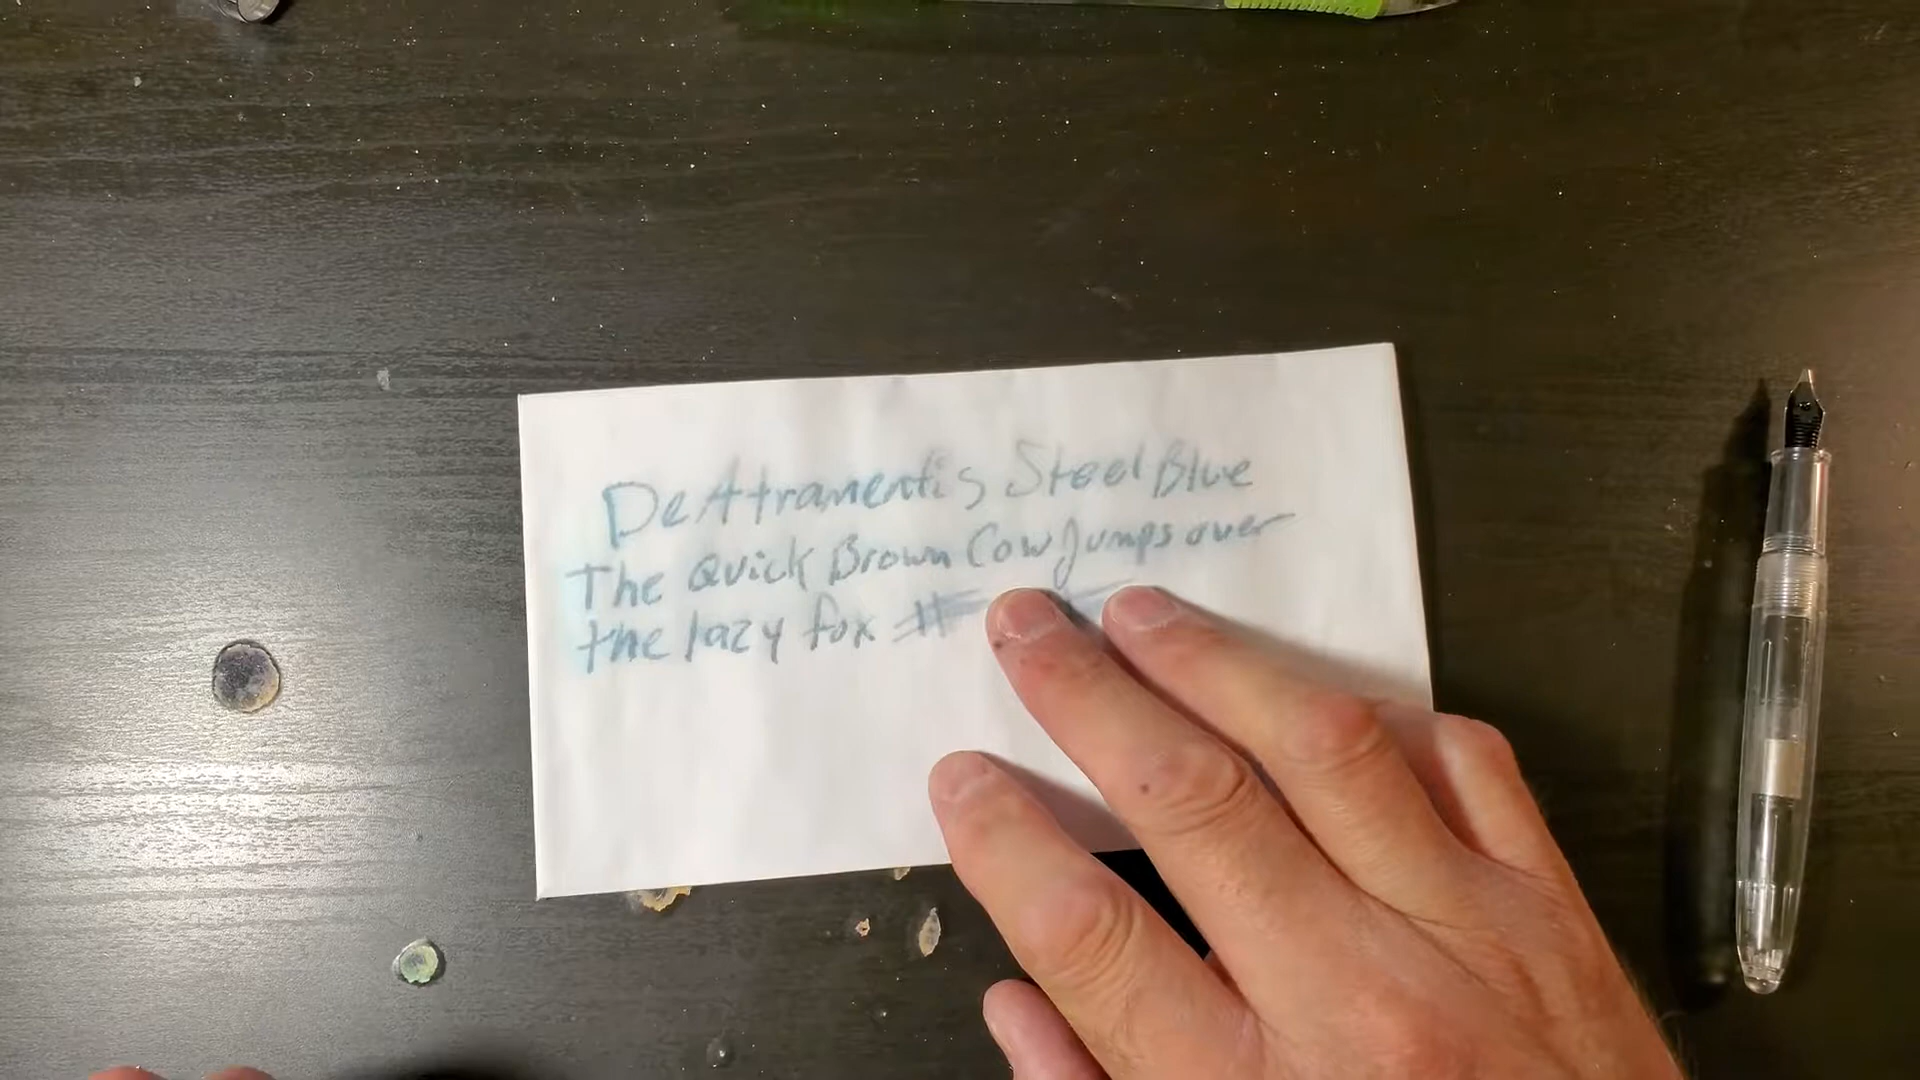 DeAtramentis Steel Blue
The Quick Brown Cow Jumps over
the lazy fox